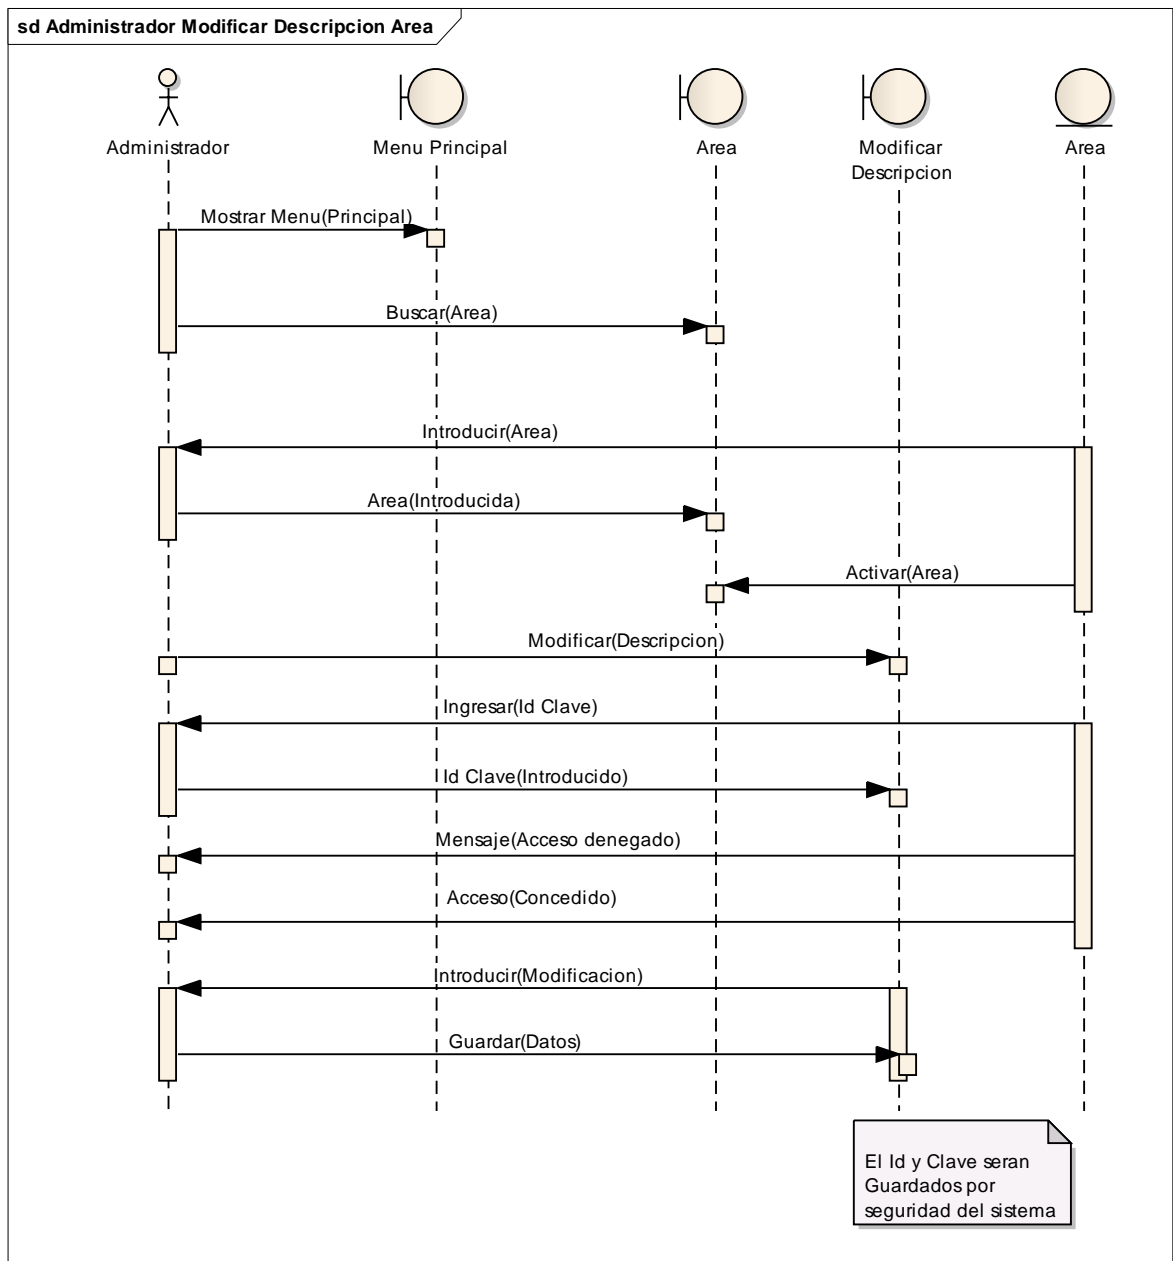 sd Administrador Modificar Descripcion Area
Administrador
Menu Principal
Area
Modificar
Descripcion
Area
Mostrar Menu(Principal)
Buscar(Area)
Introducir(Area)
Area(Introducida)
Activar(Area)
Modificar(Descripcion)
Ingresar(Id Clave)
Id Clave(Introducido)
Mensaje(Acceso denegado)
Acceso(Concedido)
Introducir(Modificacion)
Guardar(Datos)
El Id y Clave seran
Guardados por
seguridad del sistema